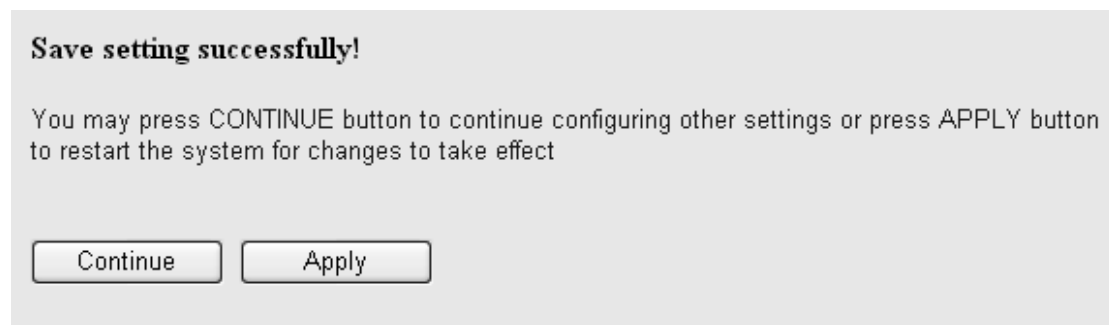 Save setting successfully!
You may press CONTINUE button to continue configuring other settings or press APPLY button
to restart the system for changes to take effect
Continue
Apply